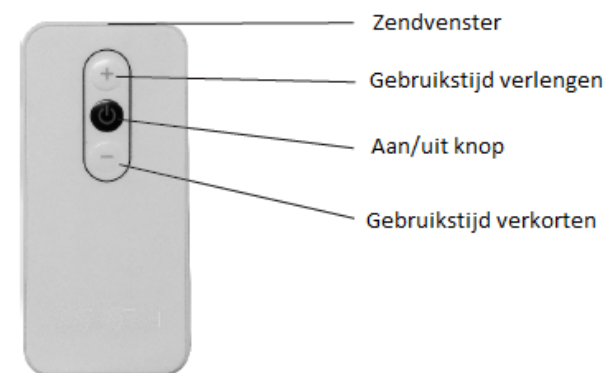 Zendvenster
Gebruikstijd verlengen
Aan/uit knop
Gebruikstijd verkorten